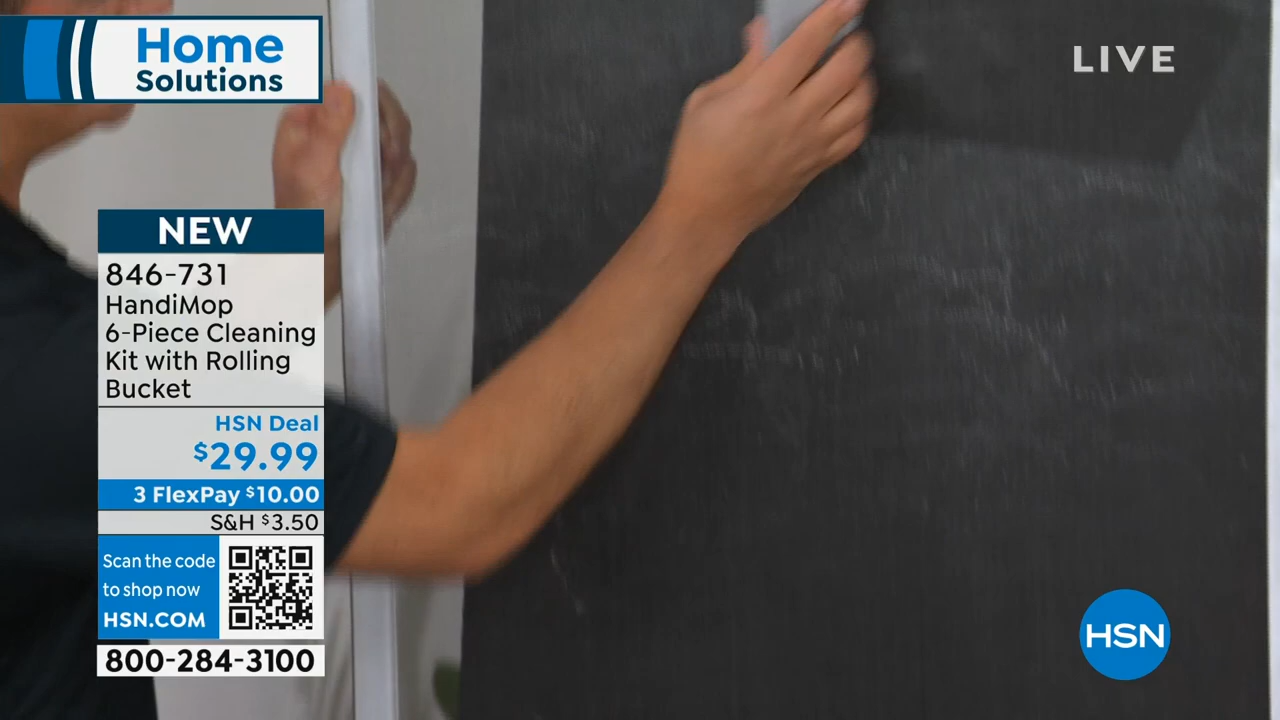 Home
Solutions
LIVE
NEW
846-731
HandiMop
6-Piece Cleaning
Kit with Rolling
Bucket
HSN Deal
$29.99
3 FlexPay $10.00
S&H $3.50
Scan the code
to shop now
HSN.COM
800-284-3100
HSN